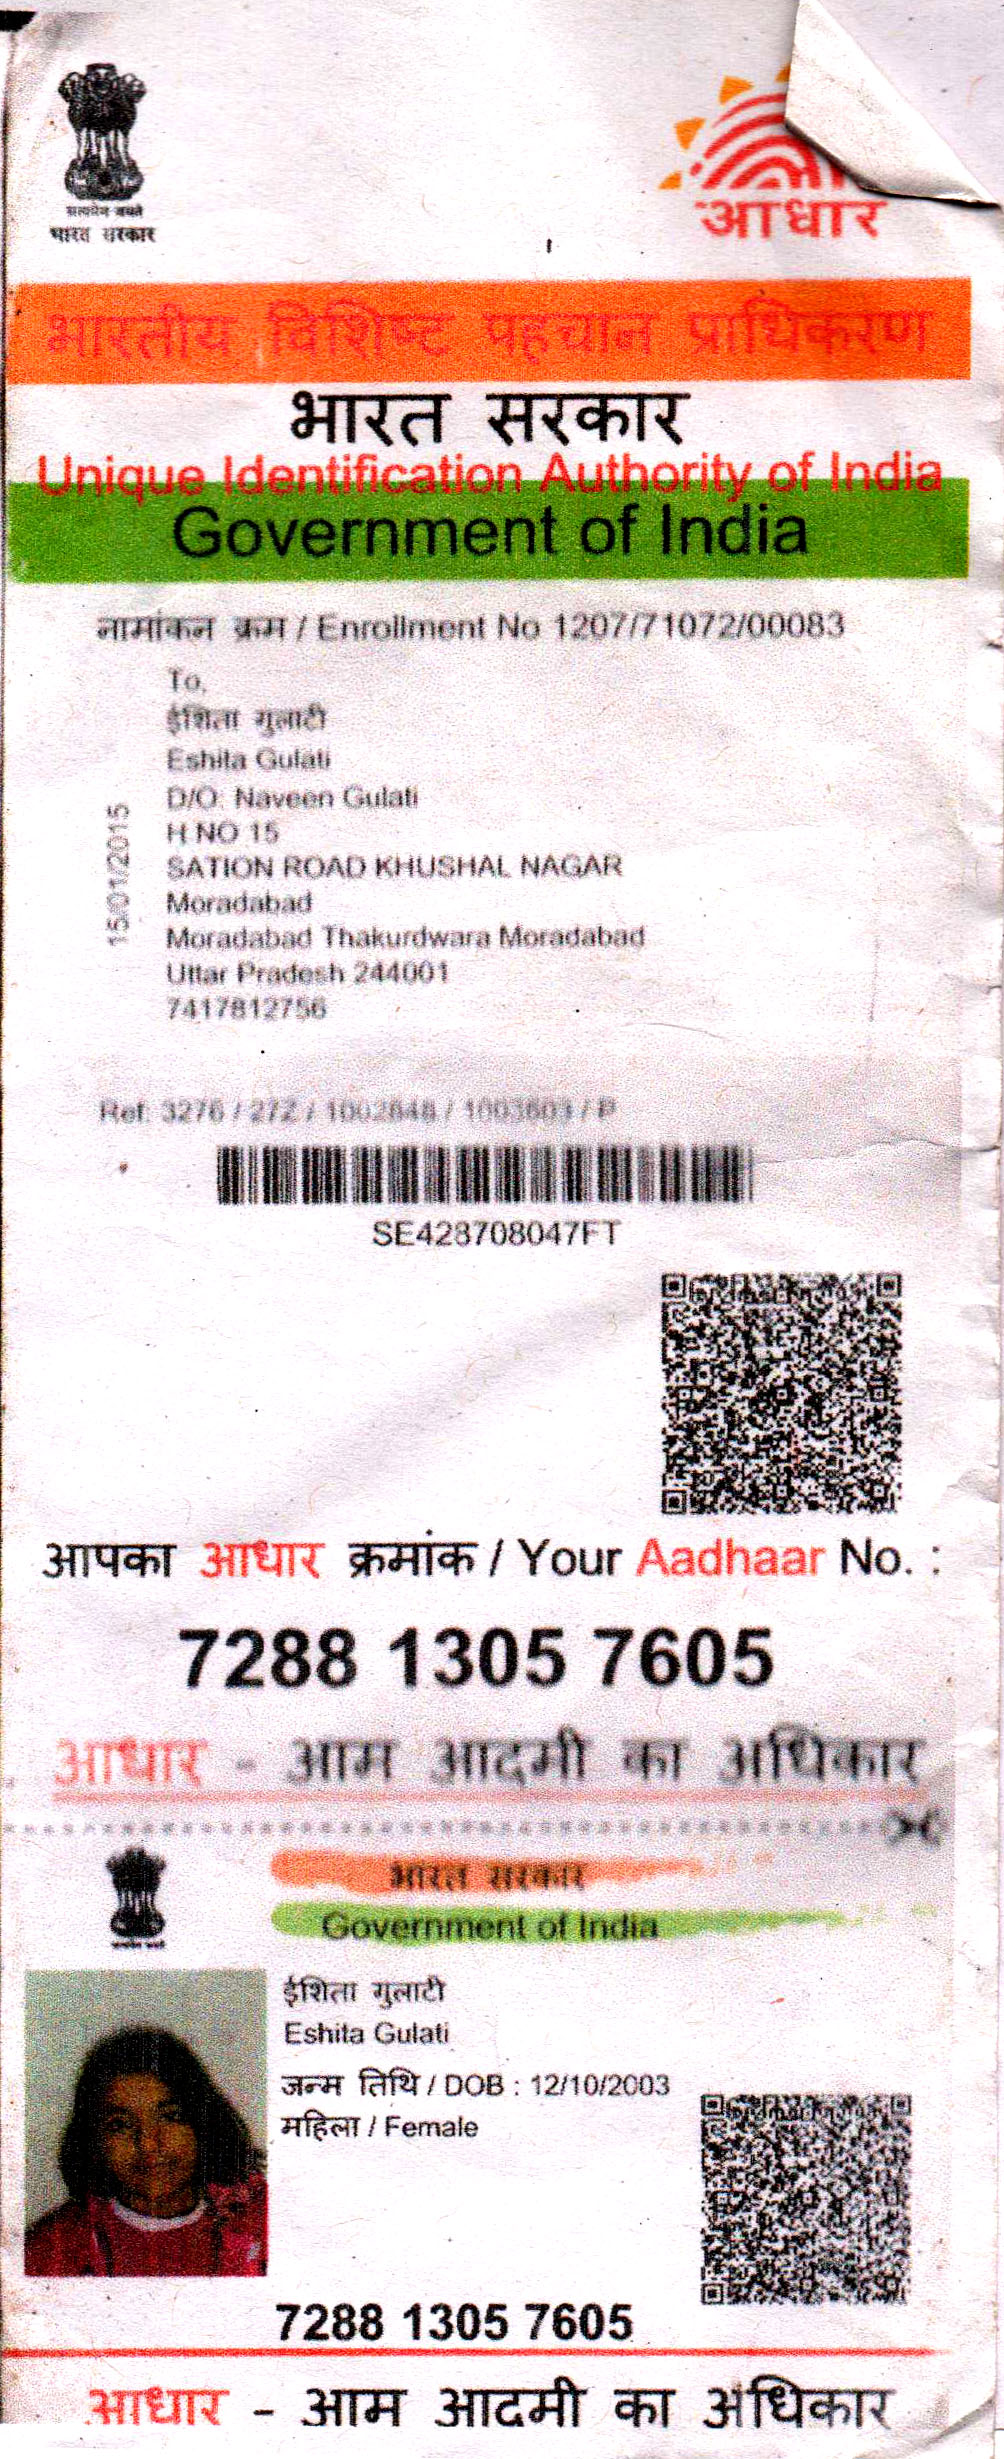 सत्यमेव जयते
भारत सरकार
आधार
भारतीय विशिष्ट पहचान प्राधिकरण
भारत सरकार
Unique Identification Authority of India
Government of India
नामांकन क्रम / Enrollment No 1207/71072/00083
To,
ईशिता गुलाटी
Eshita Gulati
D/O. Naveen Gulati
H NO 15
SATION ROAD KHUSHAL NAGAR
Moradabad
Moradabad Thakurdwara Moradabad
Uttar Pradesh 244001
7417812756
15/01/2015
Ref: 3276 / 27Z / / / P
SE428708047FT
आपका आधार क्रमांक / Your Aadhaar No. :
7288 1305 7605
आधार - आम आदमी का अधिकार
भारत सरकार
Government of India
ईशिता गुलाटी
Eshita Gulati
जन्म तिथि / DOB : 12/10/2003
महिला / Female
7288 1305 7605
आधार - आम आदमी का अधिकार